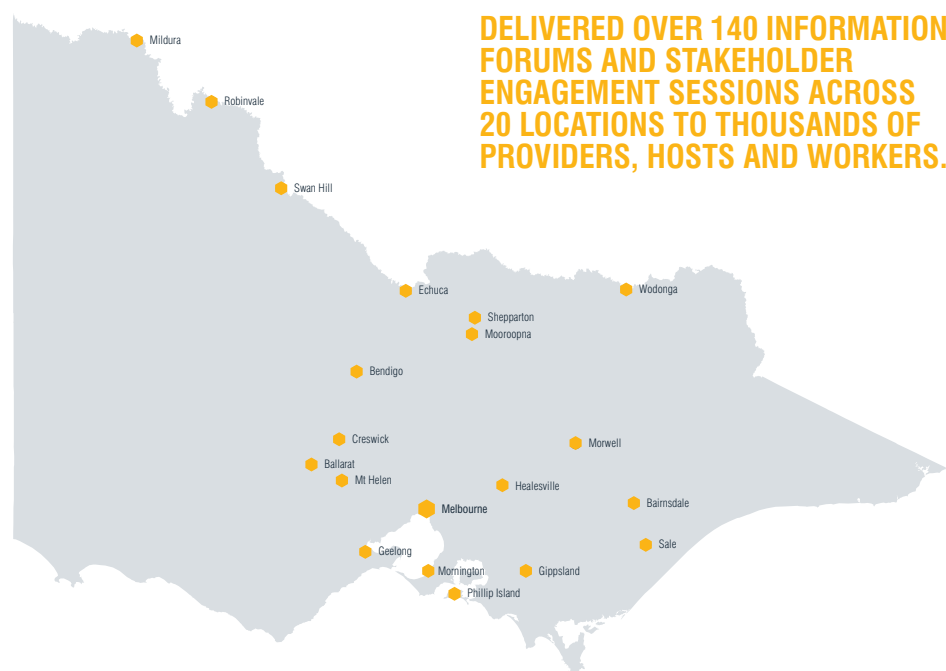 DELIVERED OVER 140 INFORMATION
FORUMS AND STAKEHOLDER
ENGAGEMENT SESSIONS ACROSS
20 LOCATIONS TO THOUSANDS OF
PROVIDERS, HOSTS AND WORKERS.
Mildura
Robinvale
Swan Hill
Echuca
Wodonga
Shepparton
Mooroopna
Bendigo
Creswick
Morwell
Ballarat
Mt Helen
Healesville
Bairnsdale
Melbourne
Sale
Geelong
Mornington
Gippsland
Phillip Island